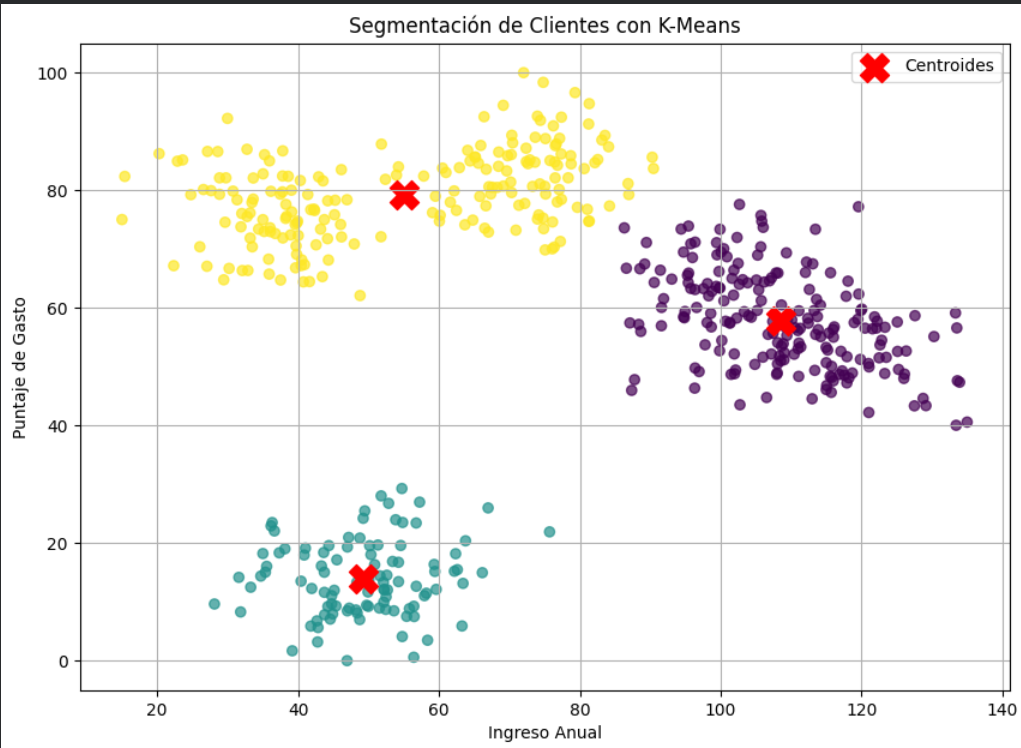 Segmentación de Clientes con K-Means
Centroides
Puntaje de Gasto
100
80
60
40
20
0
20 40 60 80 100 120 140
Ingreso Anual